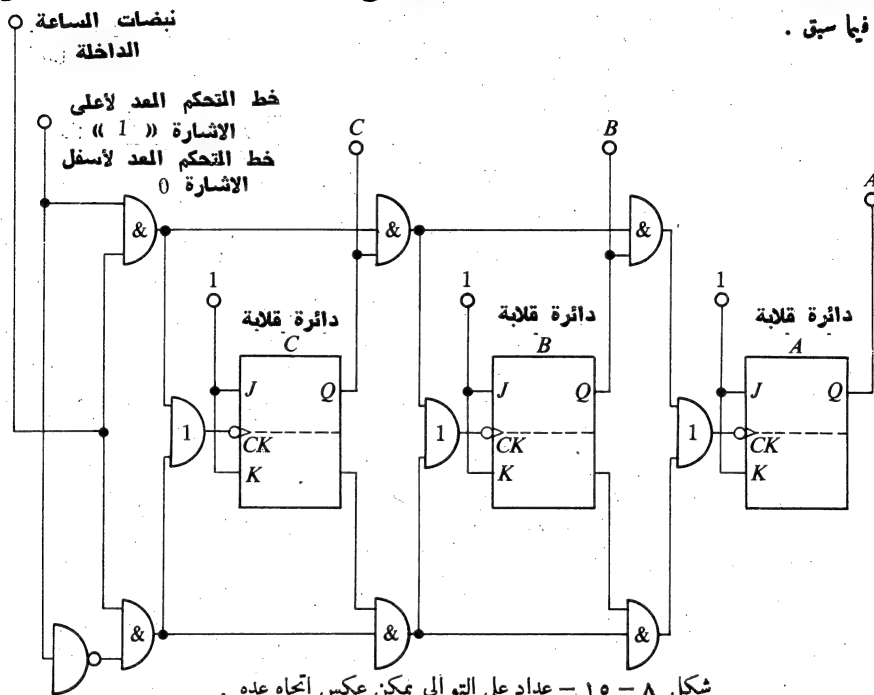 فيما سبق .
نبضات الساعة
الداخلة
خط التحكم العد لأعلى
الاشارة « 1 »
خط التحكم العد لأسفل
الاشارة 0
C
B
A
&
&
&
1
1
1
دائرة قلابة
C
دائرة قلابة
B
دائرة قلابة
A
J
Q
J
Q
J
Q
1
CK
1
CK
1
CK
K
K
K
&
&
&
شكل ٨ – ١٥ – عداد على التوالى يمكن عكس اتجاه عده .